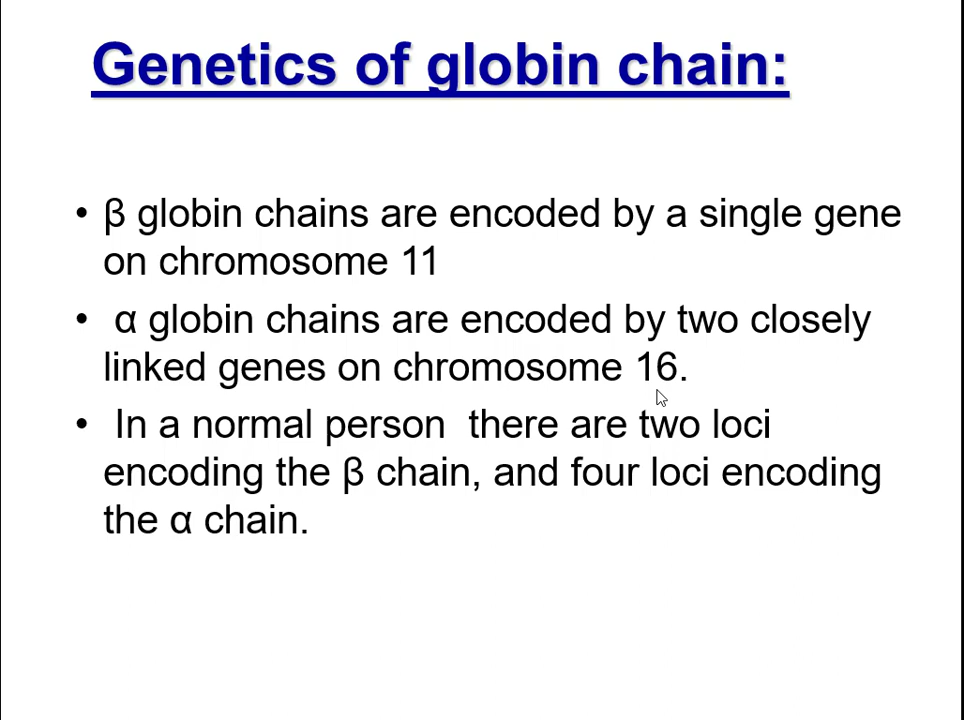 Genetics of globin chain:
• β globin chains are encoded by a single gene
on chromosome 11
• α globin chains are encoded by two closely
linked genes on chromosome 16.
• In a normal person there are two loci
encoding the β chain, and four loci encoding
the α chain.